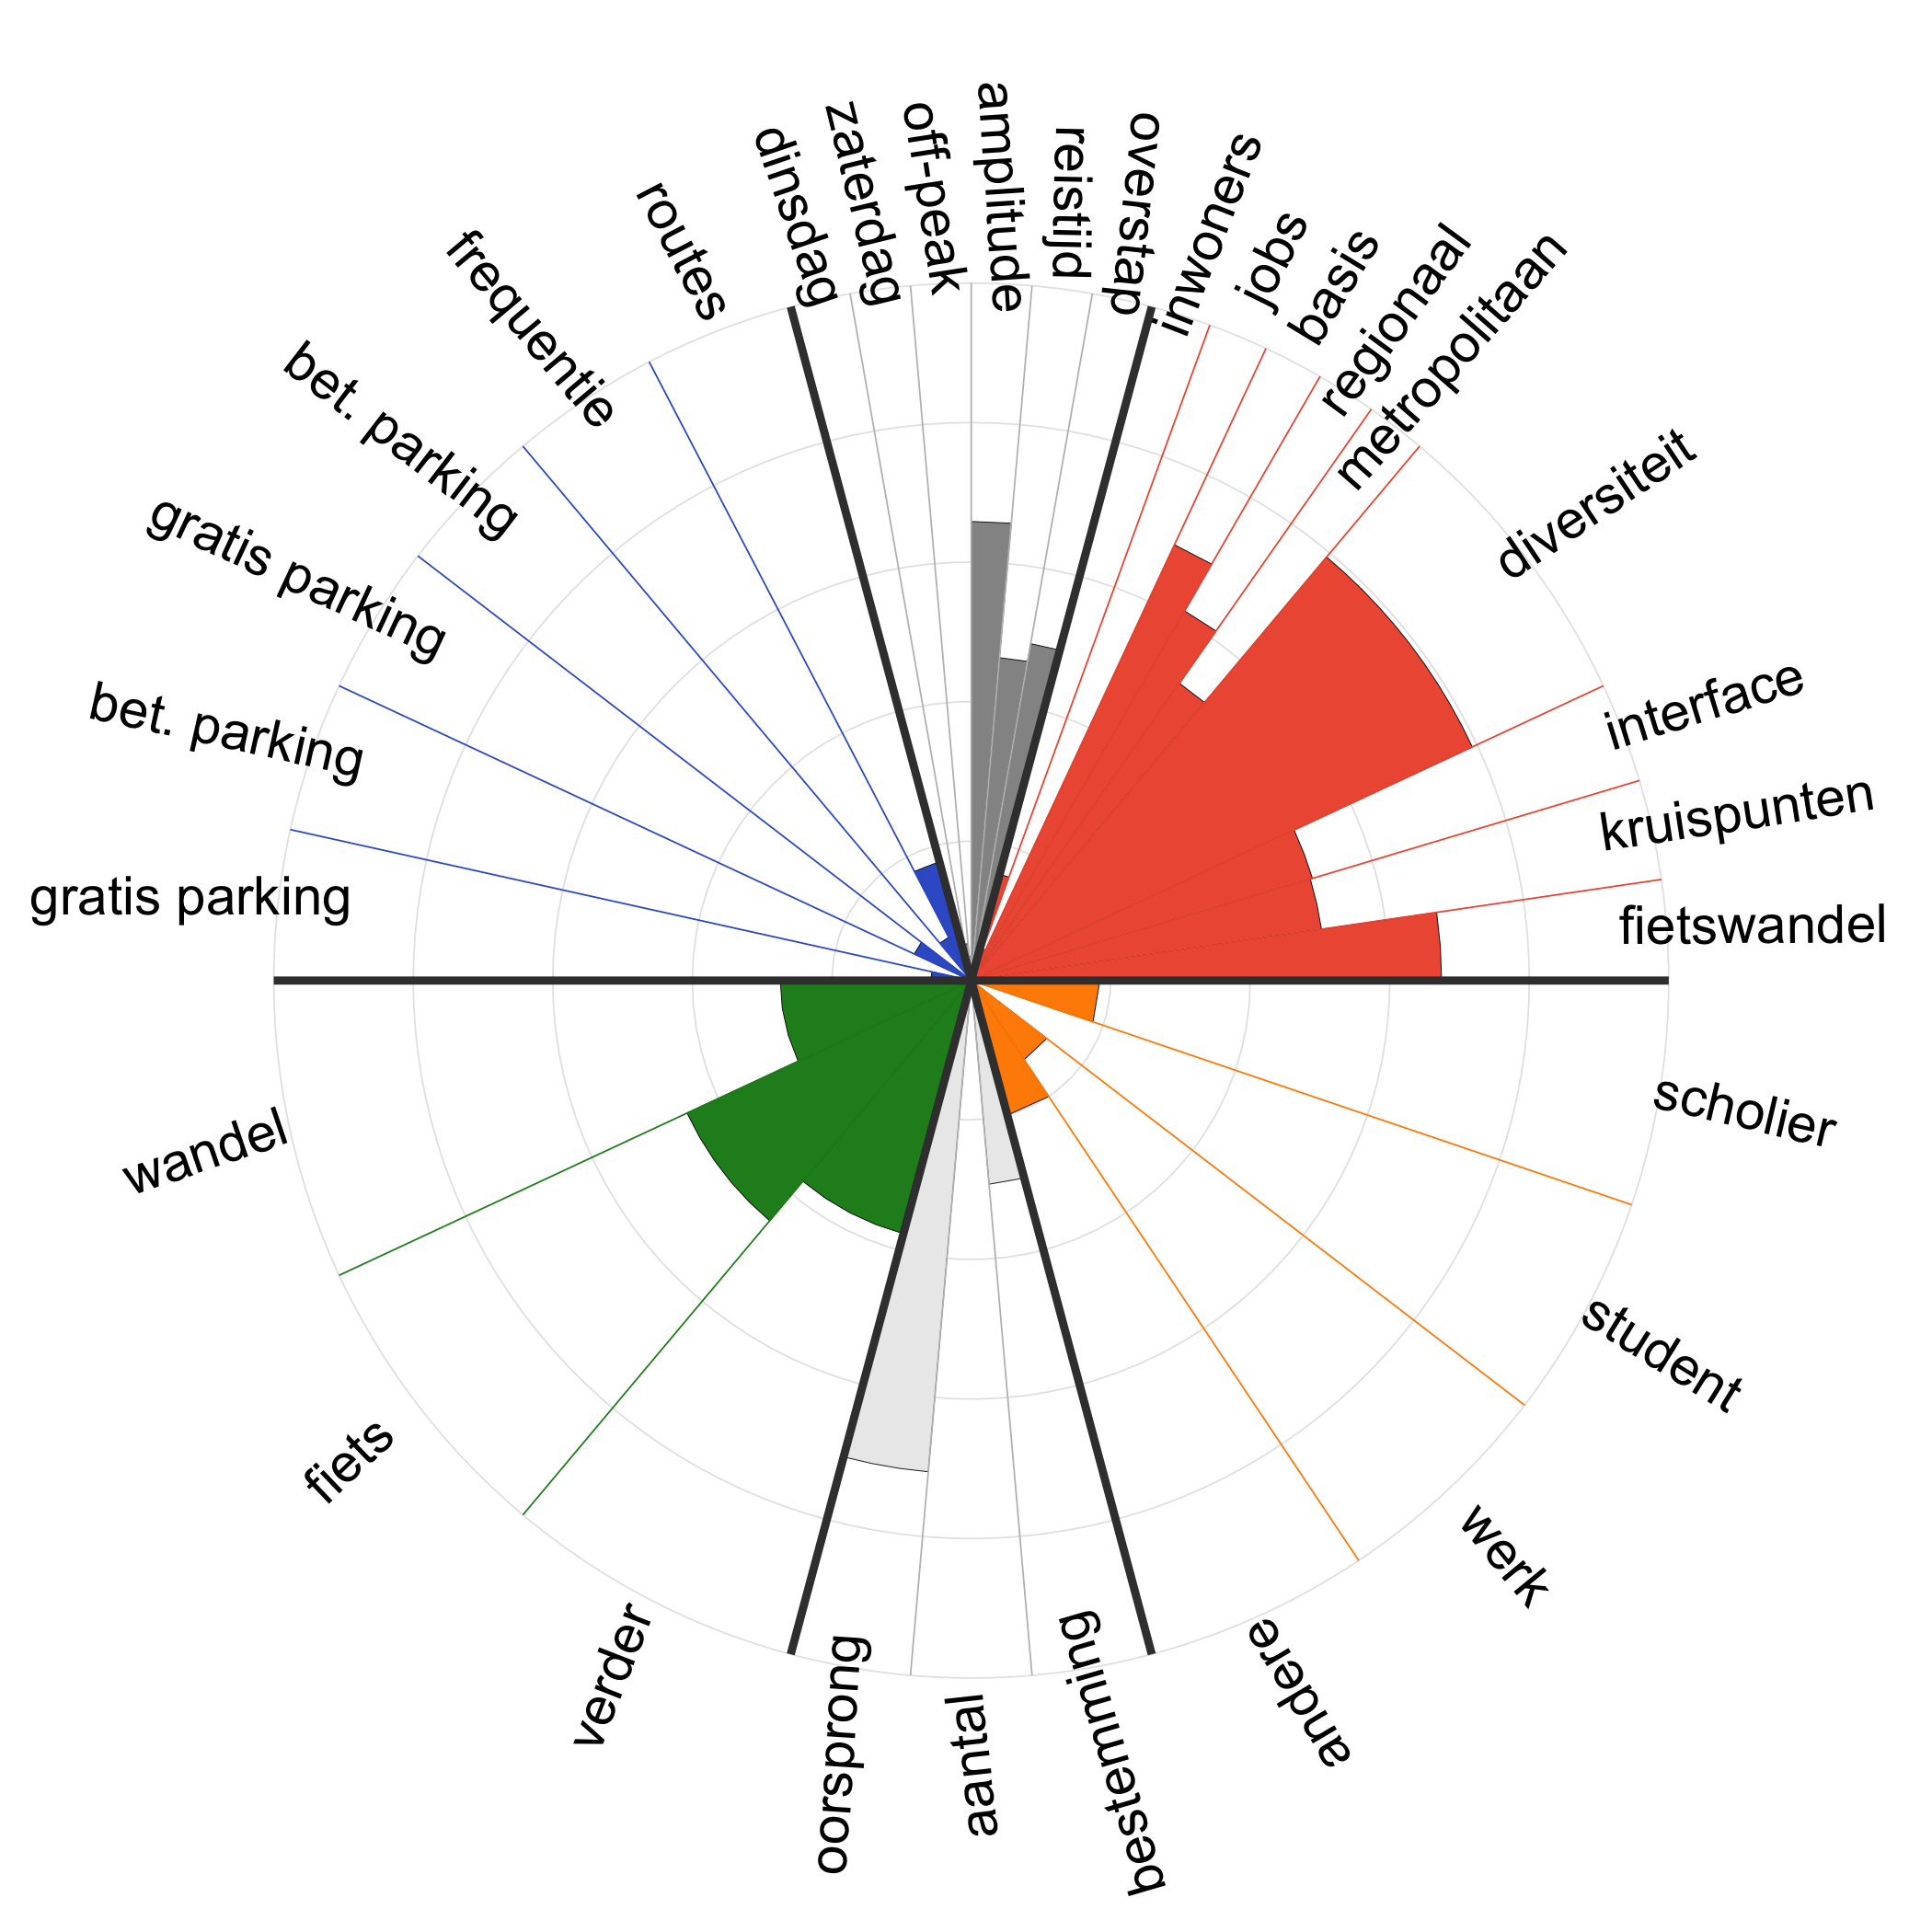 dinsdag
zaterdag
off-peak
amplitude
reistijd
overstap
inwoners
jobs
basis
regionaal
metropolitaan
diversiteit
interface
kruispunten
fietswandel
scholier
student
werk
andere
bestemming
aantal
oorsprong
verder
fiets
wandel
gratis parking
bet. parking
gratis parking
bet. parking
frequentie
routes